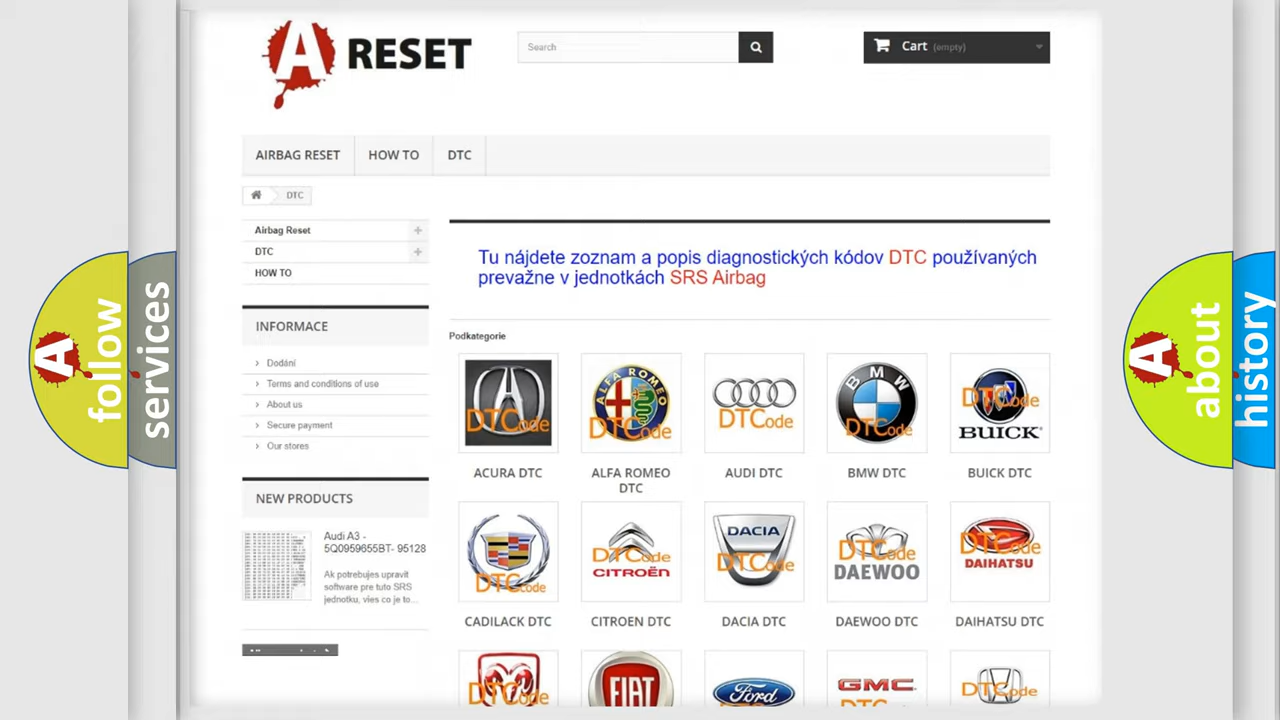 A RESET
Search
Cart (empty)
AIRBAG RESET
HOW TO
DTC
DTC
Airbag Reset
DTC
HOW TO
Tu nájdete zoznam a popis diagnostických kódov DTC používaných
prevažne v jednotkách SRS Airbag
INFORMACE
Dodání
Terms and conditions of use
About us
Secure payment
Our stores
NEW PRODUCTS
Audi A3 -
5Q0959655BT- 95128
Ak potrebujes upravit
software pre tuto SRS
jednotku, vies co je to...
Podkategorie
DTCode
ALFA ROMEO
DTCode
DTCode
BMW
DTCode
DTCode
BUICK
ACURA DTC
ALFA ROMEO
DTC
AUDI DTC
BMW DTC
BUICK DTC
DTCode
DTCode
CITROËN
DACIA
DTCode
DTCode
DAEWOO
DTCode
DAIHATSU
CADILACK DTC
CITROEN DTC
DACIA DTC
DAEWOO DTC
DAIHATSU DTC
DTCode
FIAT
Ford
GMC
DTCode
A follow
services
A about
history